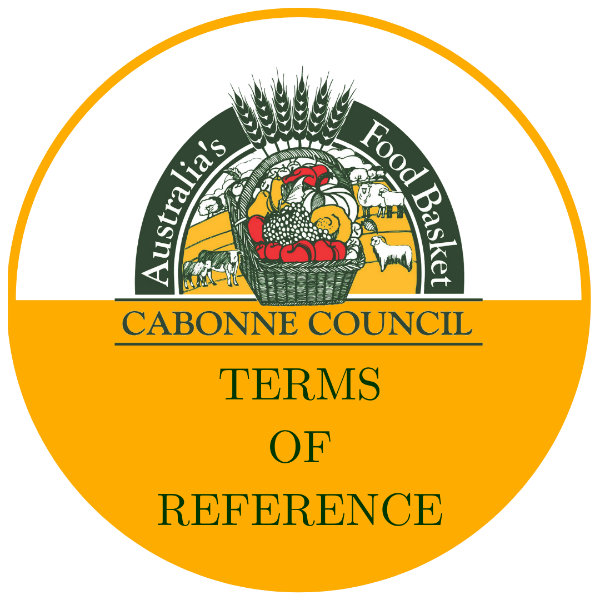 Australia's Food Basket
CABONNE COUNCIL
TERMS
OF
REFERENCE